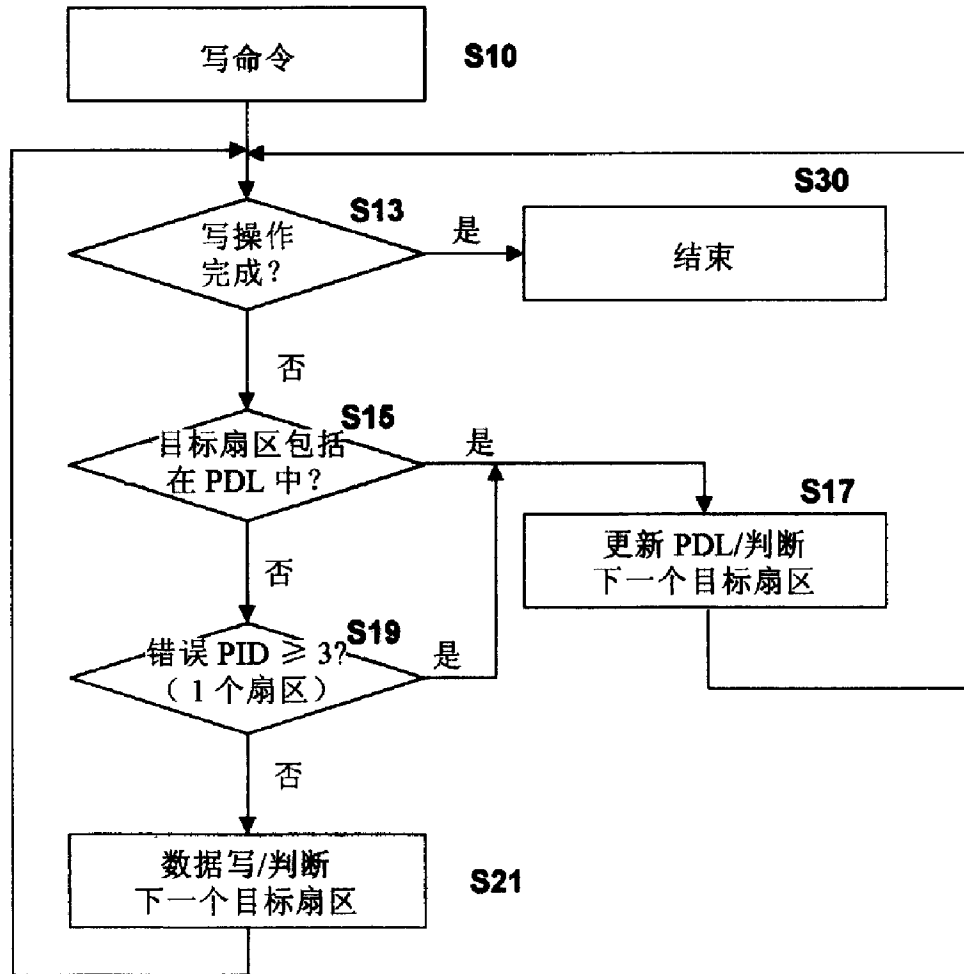 写命令
S10
S30
S13
写操作
完成？
是
结束
否
S15
目标扇区包括
在 PDL 中？
是
S17
更新 PDL/判断
下一个目标扇区
否
S19
错误 PID ≥ 3?
（1 个扇区）
是
否
数据写/判断
下一个目标扇区
S21